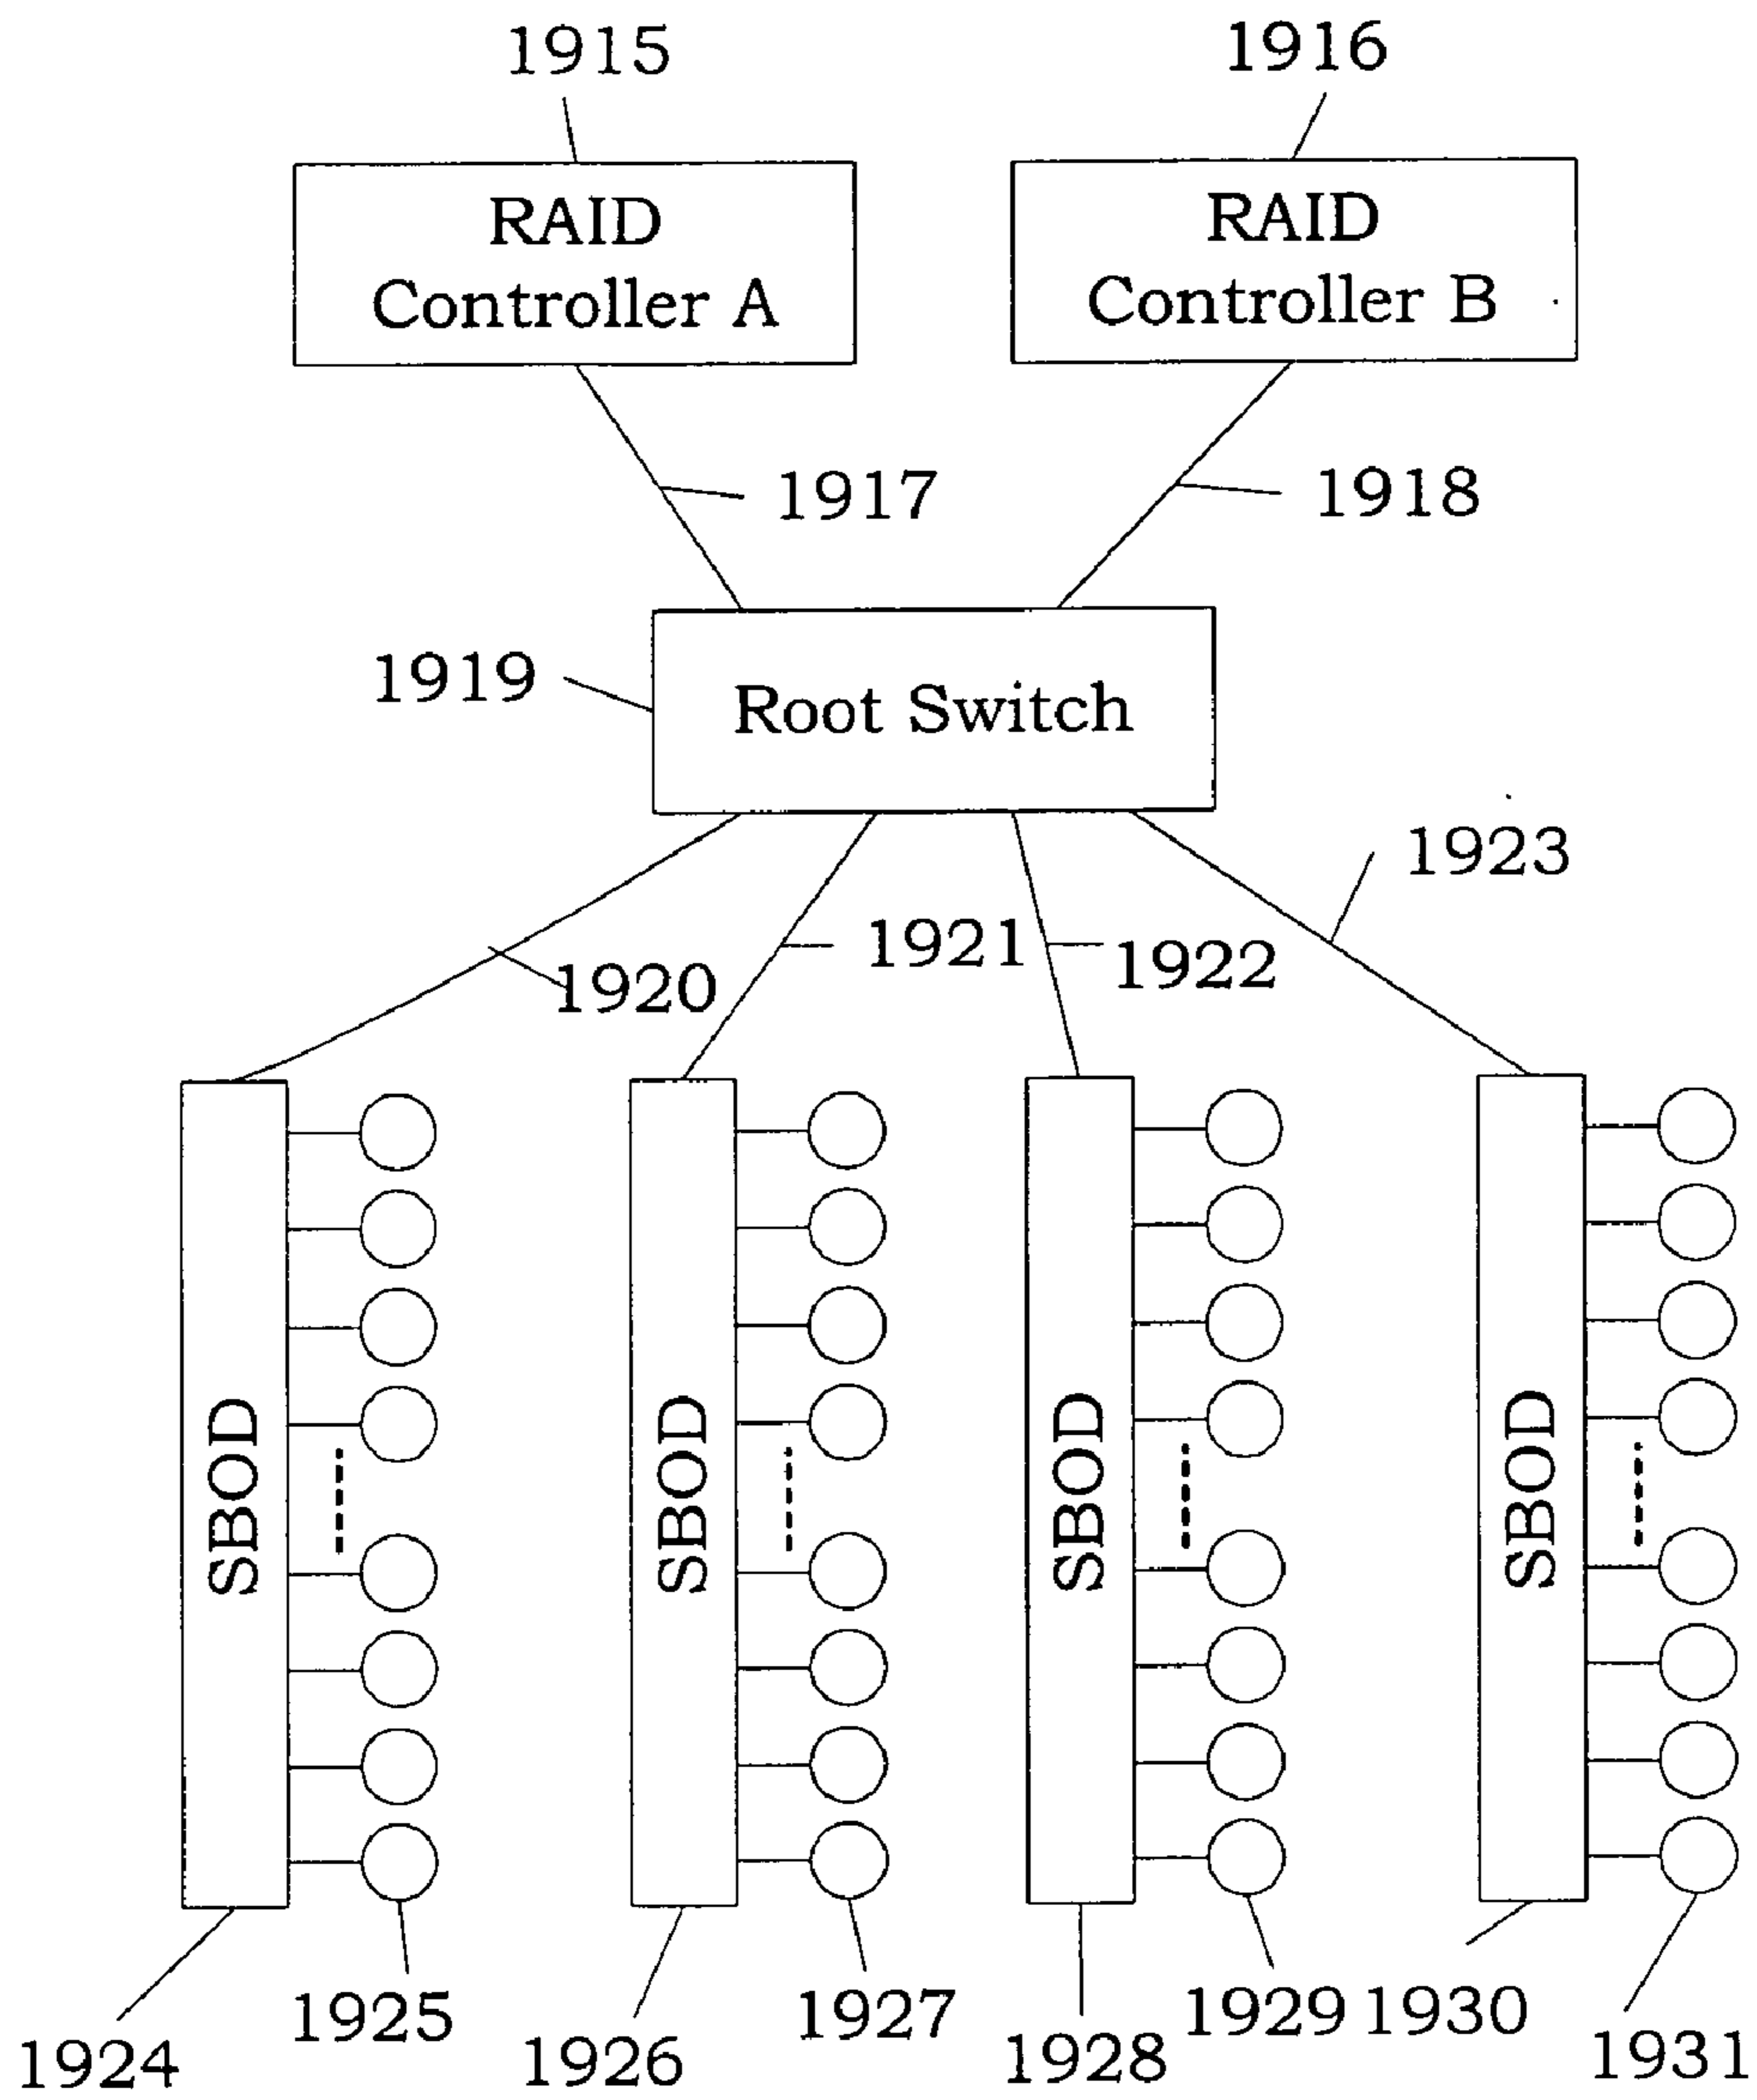 1915
1916
RAID
Controller A
RAID
Controller B
1917
1918
1919
Root Switch
1920
1921
1922
1923
SBOD
SBOD
SBOD
SBOD
1924
1925
1926
1927
1928
1929
1930
1931